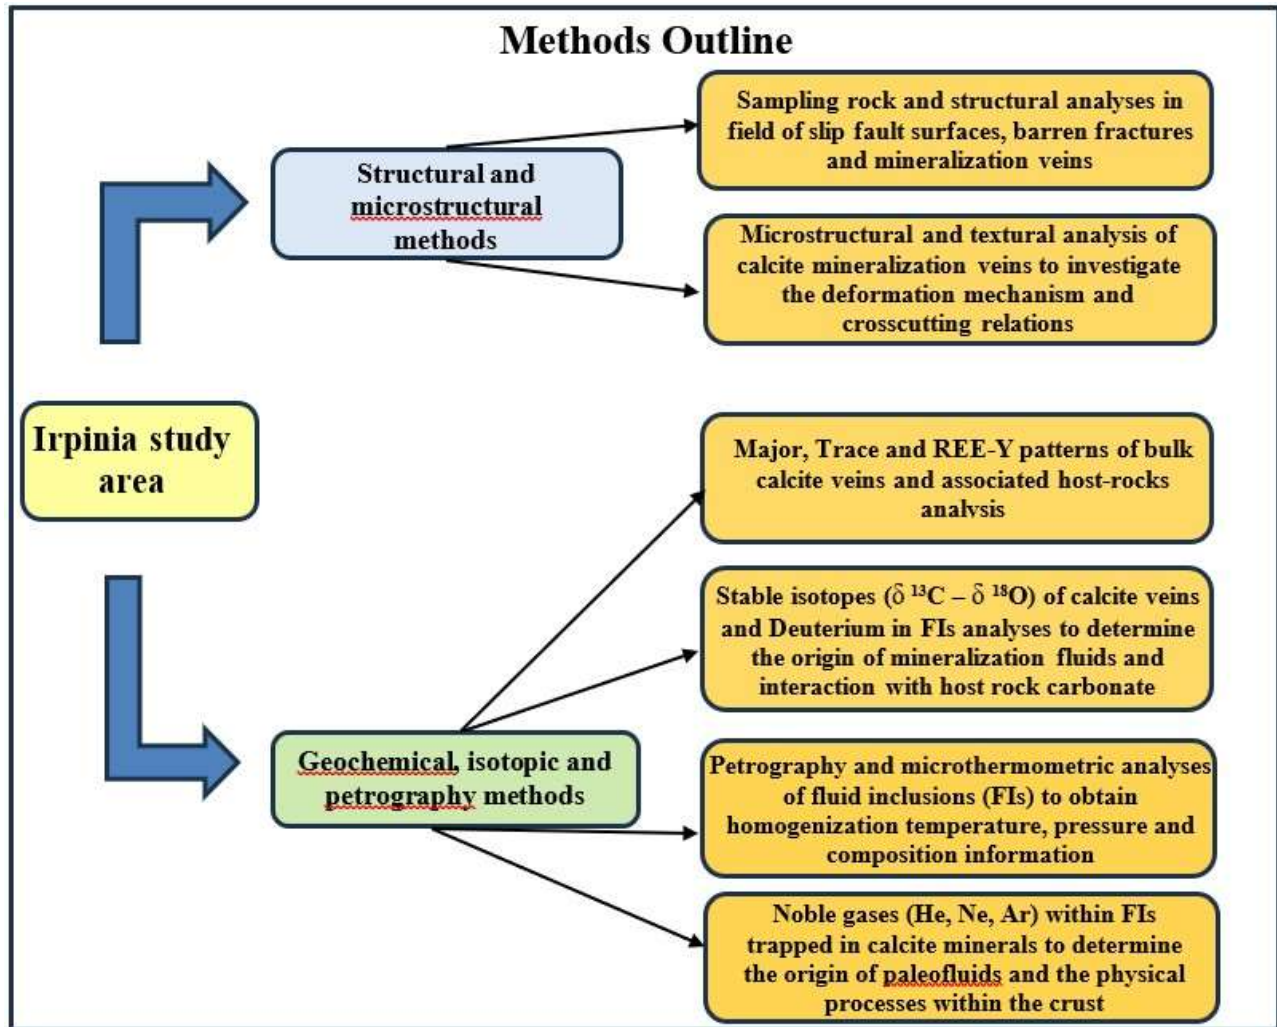 Methods Outline
Sampling rock and structural analyses in
field of slip fault surfaces, barren fractures
and mineralization veins
Structural and
microstructural
methods
Microstructural and textural analysis of
calcite mineralization veins to investigate
the deformation mechanism and
crosscutting relations
Irpinia study
area
Major, Trace and REE-Y patterns of bulk
calcite veins and associated host-rocks
analysis
Stable isotopes (δ ¹³C – δ ¹⁸O) of calcite veins
and Deuterium in FIs analyses to determine
the origin of mineralization fluids and
interaction with host rock carbonate
Geochemical, isotopic and
petrography methods
Petrography and microthermometric analyses
of fluid inclusions (FIs) to obtain
homogenization temperature, pressure and
composition information
Noble gases (He, Ne, Ar) within FIs
trapped in calcite minerals to determine
the origin of paleofluids and the physical
processes within the crust